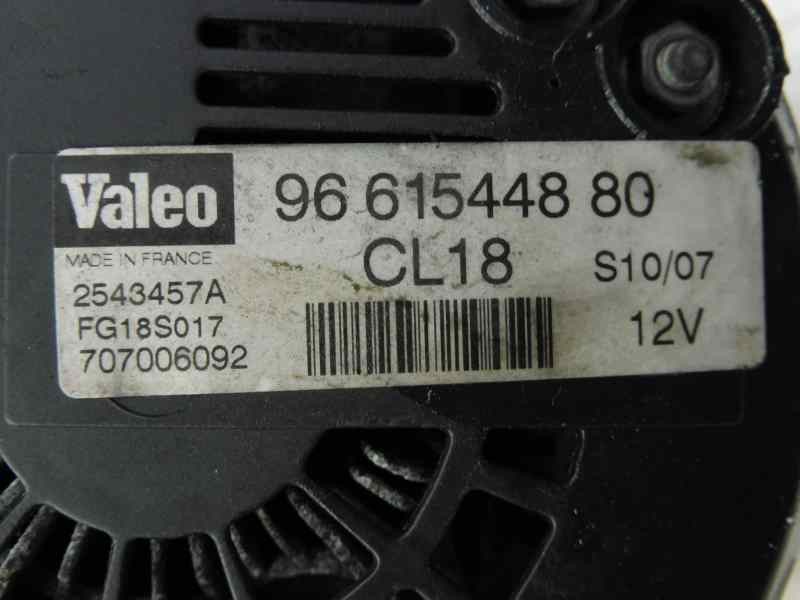 Valeo 96 615448 80
MADE IN FRANCE CL18 S10/07
2543457A
FG18S017 12V
707006092